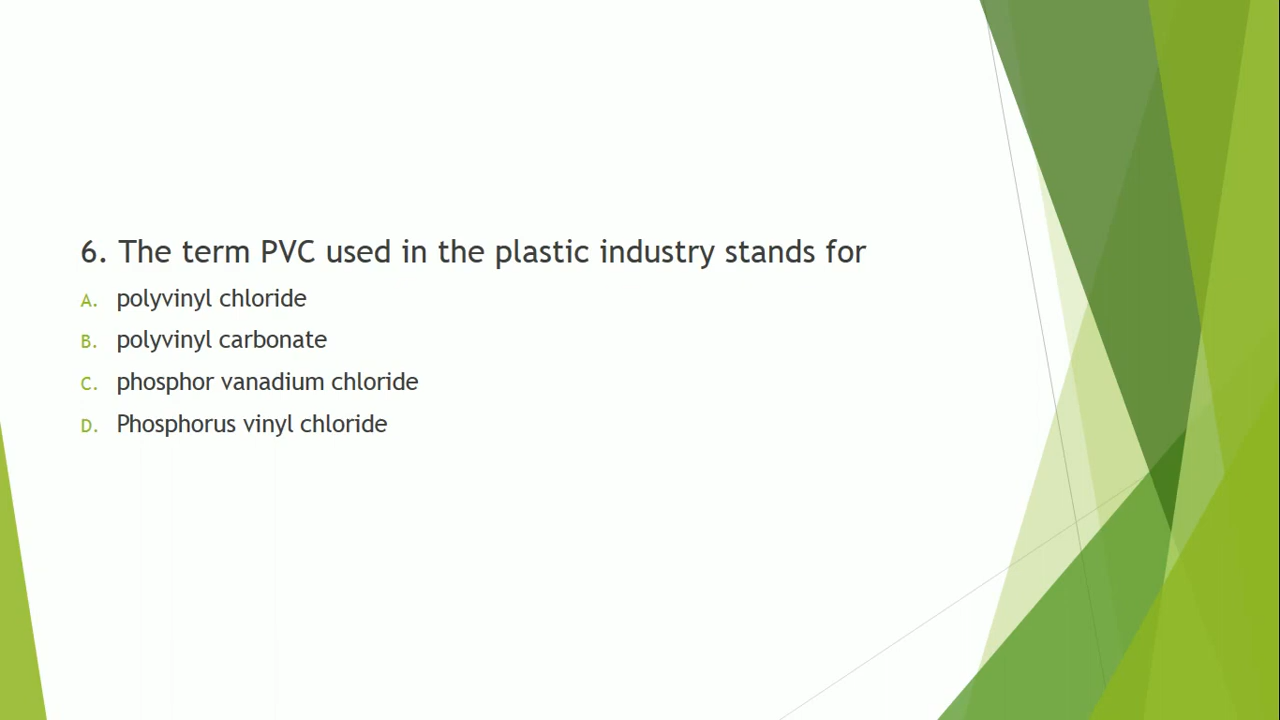 6. The term PVC used in the plastic industry stands for
A. polyvinyl chloride
B. polyvinyl carbonate
C. phosphor vanadium chloride
D. Phosphorus vinyl chloride